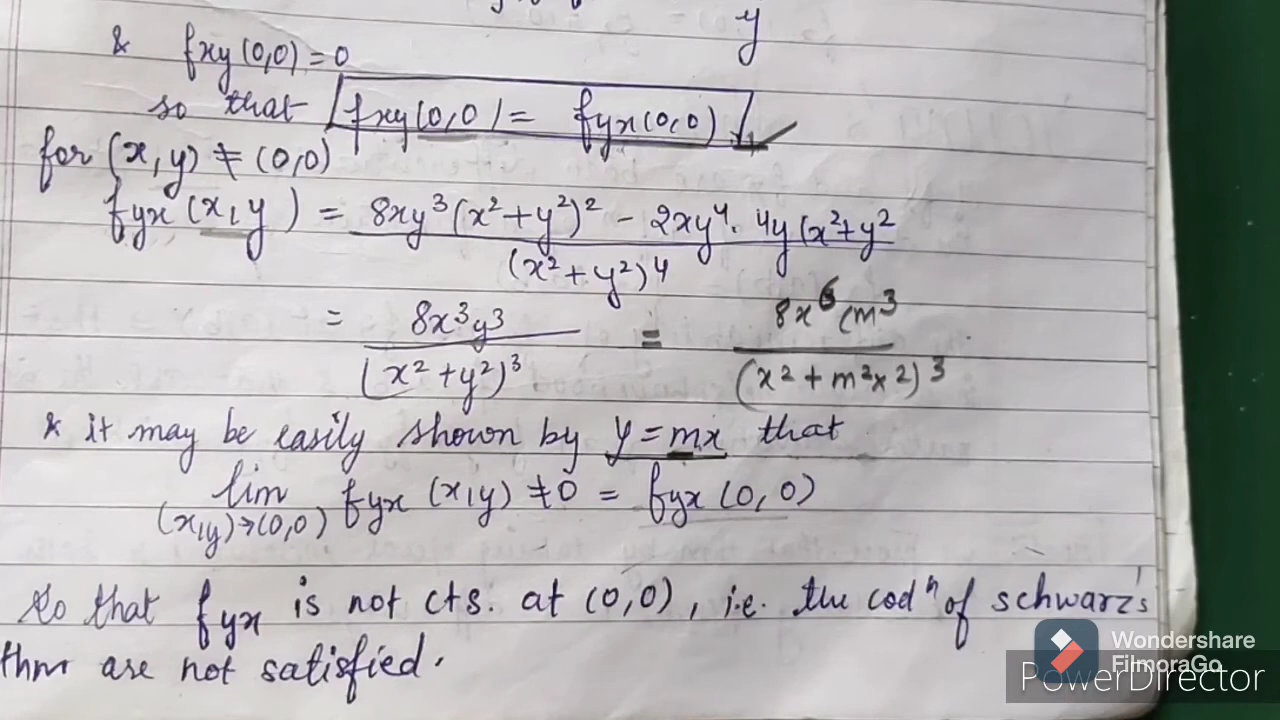 y
& fxy(0,0) = 0
so that fxy(0,0) = fyx(0,0)
for (x,y) ≠ (0,0)
fyx (x,y) = 8xy³(x²+y²)² - 2xy⁴. 4y(x²+y²
(x²+y²)⁴
= 8x³y³ = 8x⁶(m³
(x²+y²)³ (x²+m²x²)³
& it may be easily shown by y = mx that
lim fyx (x,y) ≠ 0 = fyx (0,0)
(x,y)→(0,0)
so that fyx is not cts. at (0,0), i.e. the codⁿ of schwarz's
thm are not satisfied.
Wondershare
FilmoraGo
PowerDirector